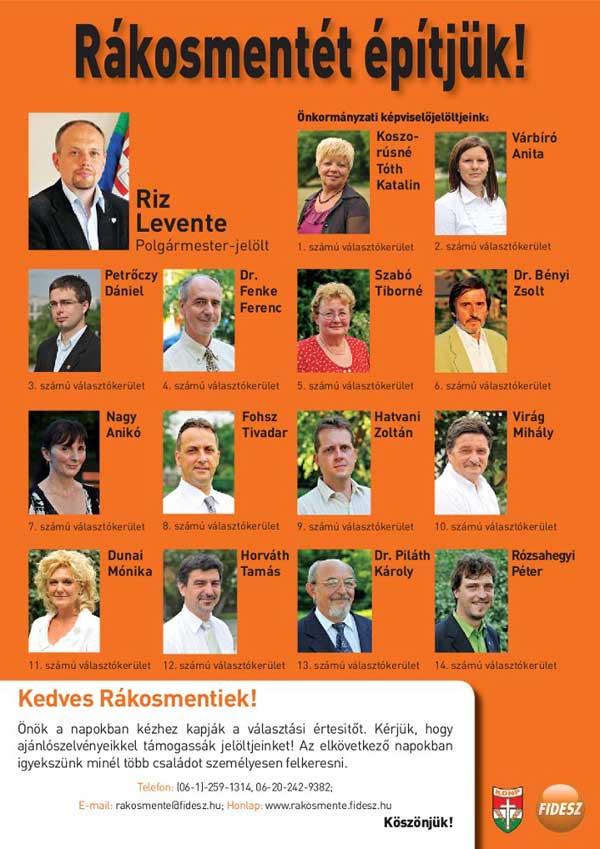 Rákosmentét építjük!
Önkormányzati képviselőjelöltjeink:
Riz
Levente
Polgármester-jelölt
Koszo-
rúsné
Tóth
Katalin
1. számú választókerület
Várbíró
Anita
2. számú választókerület
Petrőczy
Dániel
3. számú választókerület
Dr.
Fenke
Ferenc
4. számú választókerület
Szabó
Tiborné
5. számú választókerület
Dr. Bényi
Zsolt
6. számú választókerület
Nagy
Anikó
7. számú választókerület
Fohsz
Tivadar
8. számú választókerület
Hatvani
Zoltán
9. számú választókerület
Virág
Mihály
10. számú választókerület
Dunai
Mónika
11. számú választókerület
Horváth
Tamás
12. számú választókerület
Dr. Piláth
Károly
13. számú választókerület
Rózsahegyi
Péter
14. számú választókerület
Kedves Rákosmentiek!
Önök a napokban kézhez kapják a választási értesitőt. Kérjük, hogy
ajánlószelvényeikkel támogassák jelöltjeinket! Az elkövetkező napokban
igyekszünk minél több családot személyesen felkeresni.
Telefon: (06-1)-259-1314, 06-20-242-9382;
E-mail: rakosmente@fidesz.hu; Honlap: www.rakosmente.fidesz.hu
Köszönjük!
KDNP
FIDESZ